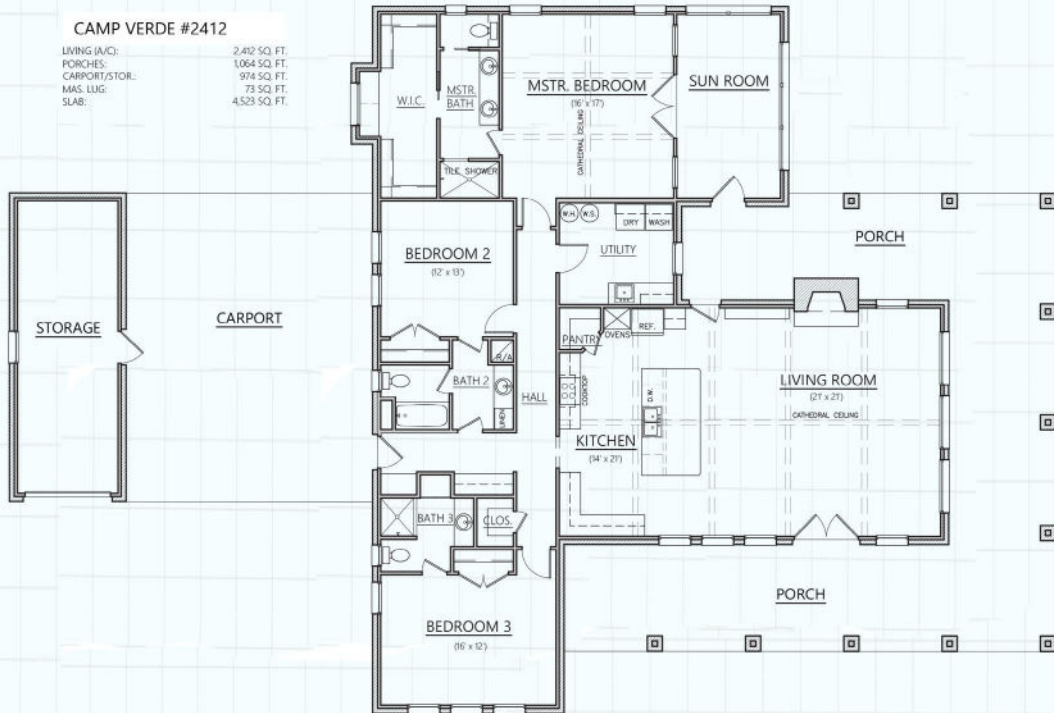 CAMP VERDE #2412
LIVING (A/C): 2,412 SQ. FT.
PORCHES: 1,064 SQ. FT.
CARPORT/STOR.: 974 SQ. FT.
MAS. LUG: 73 SQ. FT.
SLAB: 4,523 SQ. FT.
W.I.C.
MSTR. BATH
TILE SHOWER
MSTR. BEDROOM
(16' x 17')
CATHEDRAL CEILING
SUN ROOM
BEDROOM 2
(12' x 13')
W.H.
W.S.
DRY
WASH
UTILITY
PORCH
STORAGE
CARPORT
PANTRY
OVENS
REF.
R/A
BATH 2
LINEN
HALL
COOKTOP
D.W.
KITCHEN
(14' x 21')
LIVING ROOM
(21' x 21')
CATHEDRAL CEILING
BATH 3
CLOS.
BEDROOM 3
(16' x 12')
PORCH